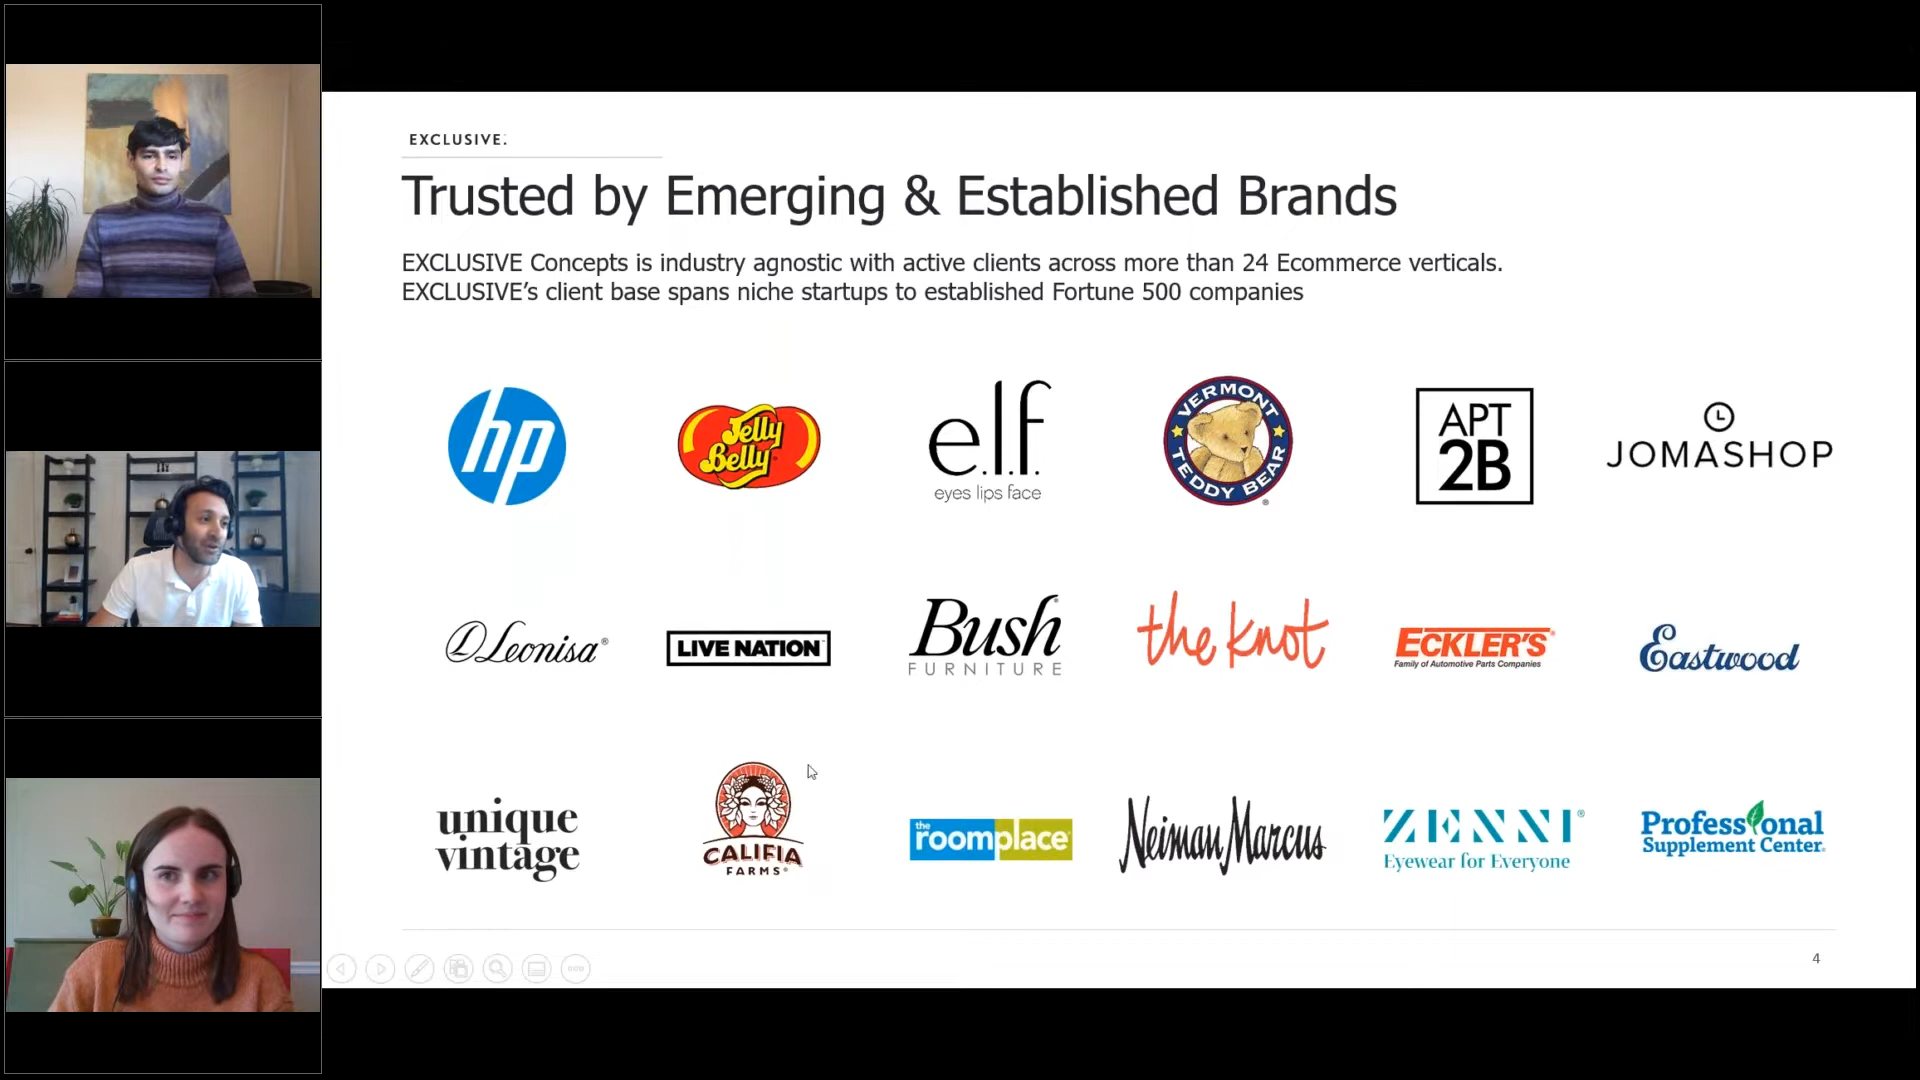 EXCLUSIVE.
Trusted by Emerging & Established Brands
EXCLUSIVE Concepts is industry agnostic with active clients across more than 24 Ecommerce verticals.
EXCLUSIVE’s client base spans niche startups to established Fortune 500 companies
hp
Jelly
Belly
e.l.f.
eyes lips face
VERMONT
TEDDY BEAR
®
APT
2B
JOMASHOP
Leonisa®
LIVE NATION
Bush
FURNITURE
the knot
ECKLER'S®
Family of Automotive Parts Companies
Eastwood
unique
vintage
CALIFIA
FARMS®
the
roomplace
Neiman Marcus
ZENNI®
Eyewear for Everyone
Professional
Supplement Center.
4